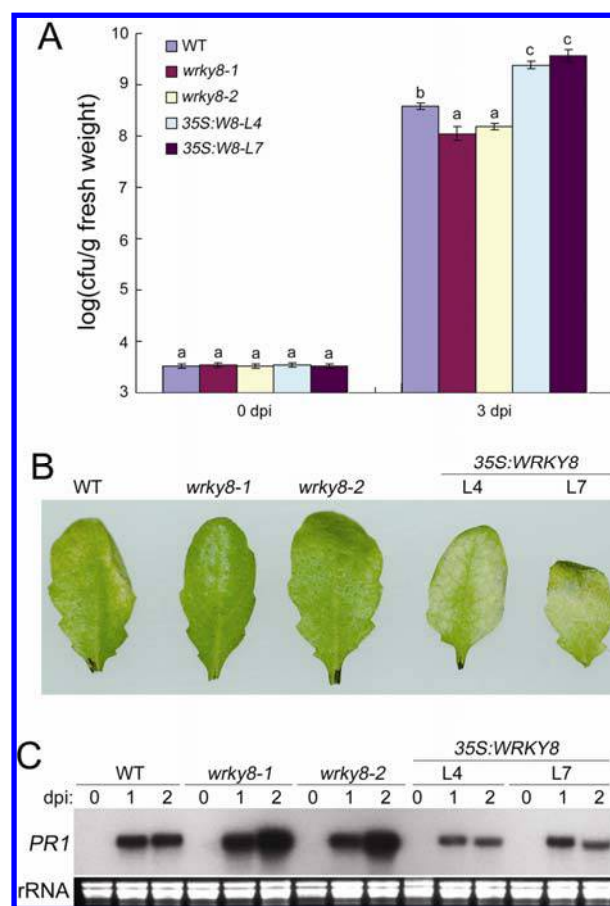 A
log(cfu/g fresh weight)
10
9
8
7
6
5
4
3
WT
wrky8-1
wrky8-2
35S:W8-L4
35S:W8-L7
a a a a a
b a a c c
0 dpi 3 dpi
B
35S:WRKY8
WT wrky8-1 wrky8-2 L4 L7
C
35S:WRKY8
WT wrky8-1 wrky8-2 L4 L7
dpi: 0 1 2 0 1 2 0 1 2 0 1 2 0 1 2
PR1
rRNA